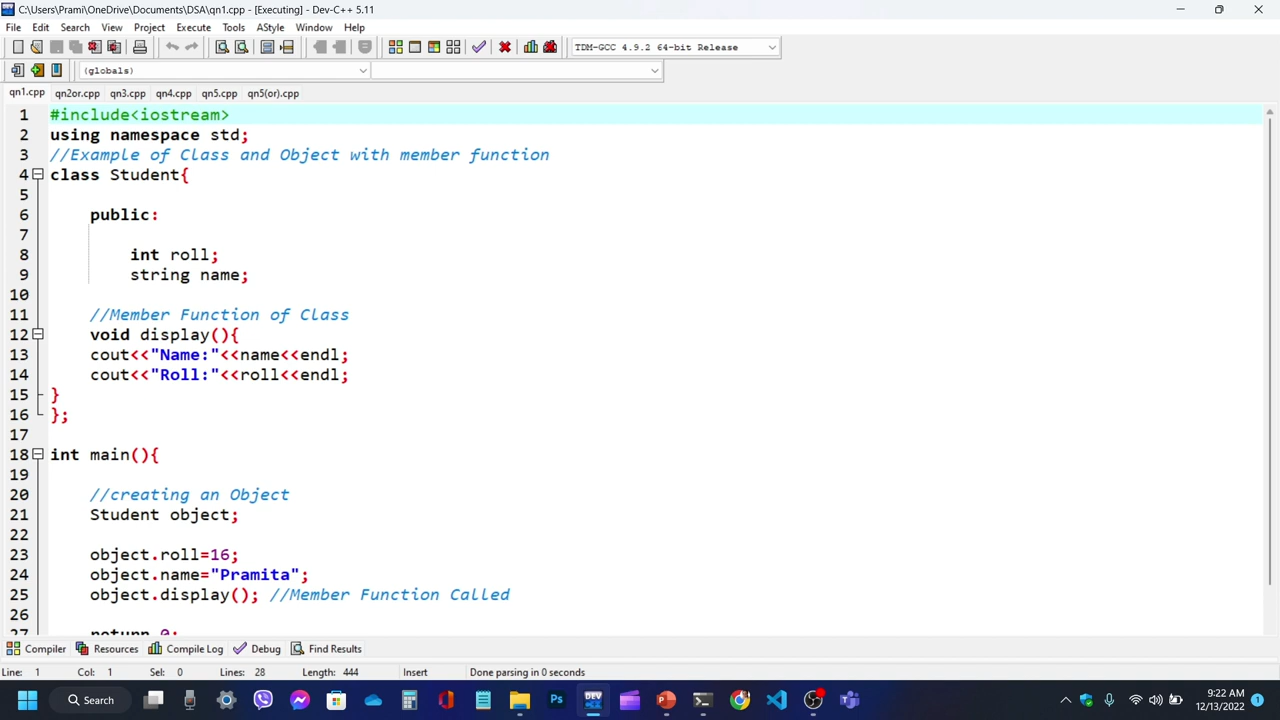 C:\Users\Prami\OneDrive\Documents\DSA\qn1.cpp - [Executing] - Dev-C++ 5.11
File Edit Search View Project Execute Tools AStyle Window Help
TDM-GCC 4.9.2 64-bit Release
(globals)
qn1.cpp qn2or.cpp qn3.cpp qn4.cpp qn5.cpp qn5(or).cpp
1 #include<iostream>
2 using namespace std;
3 //Example of Class and Object with member function
4 class Student{
5
6 public:
7
8 int roll;
9 string name;
10
11 //Member Function of Class
12 void display(){
13 cout<<"Name:"<<name<<endl;
14 cout<<"Roll:"<<roll<<endl;
15 }
16 };
17
18 int main(){
19
20 //creating an Object
21 Student object;
22
23 object.roll=16;
24 object.name="Pramita";
25 object.display(); //Member Function Called
26
27 return 0;
Compiler Resources Compile Log Debug Find Results
Line: 1 Col: 1 Sel: 0 Lines: 28 Length: 444 Insert Done parsing in 0 seconds
Search
DEV
Ps
9:22 AM
12/13/2022
1